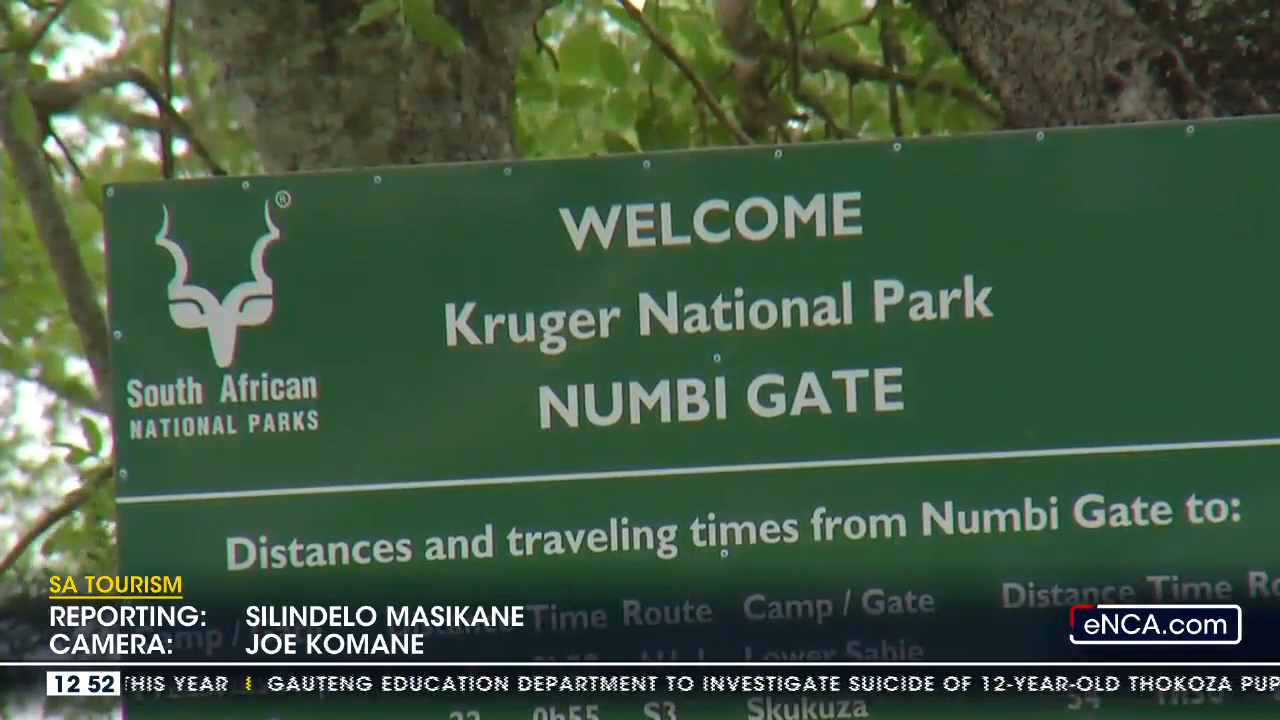 ®
WELCOME
Kruger National Park
NUMBI GATE
South African
NATIONAL PARKS
Distances and traveling times from Numbi Gate to:
Time Route Camp / Gate Distance Time
Lower Sabie
0h55 S3 Skukuza
SA TOURISM
REPORTING: SILINDELO MASIKANE
CAMERA: JOE KOMANE
eNCA.com
12 52 THIS YEAR GAUTENG EDUCATION DEPARTMENT TO INVESTIGATE SUICIDE OF 12-YEAR-OLD THOKOZA PUP